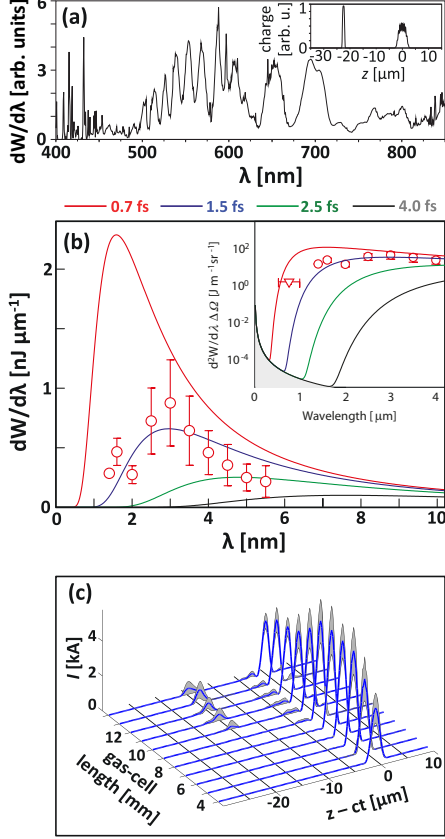 (a)
dW/dλ [arb. units]
6
3
0
400 500 600 700 800
λ [nm]
charge
[arb. u.]
1
0
-30 -20 -10 0 10
z [μm]
0.7 fs 1.5 fs 2.5 fs 4.0 fs
(b)
dW/dλ [nJ μm⁻¹]
2
1
0
0 2 4 6 8 10
λ [nm]
d²W/dλ ΔΩ [J m⁻¹sr⁻¹]
10²
10⁰
10⁻²
10⁻⁴
0 1 2 3 4
Wavelength [μm]
(c)
I [kA]
4
2
0
12
10
8
6
4
gas-cell
length [mm]
-20 -10 0 10
z – ct [μm]